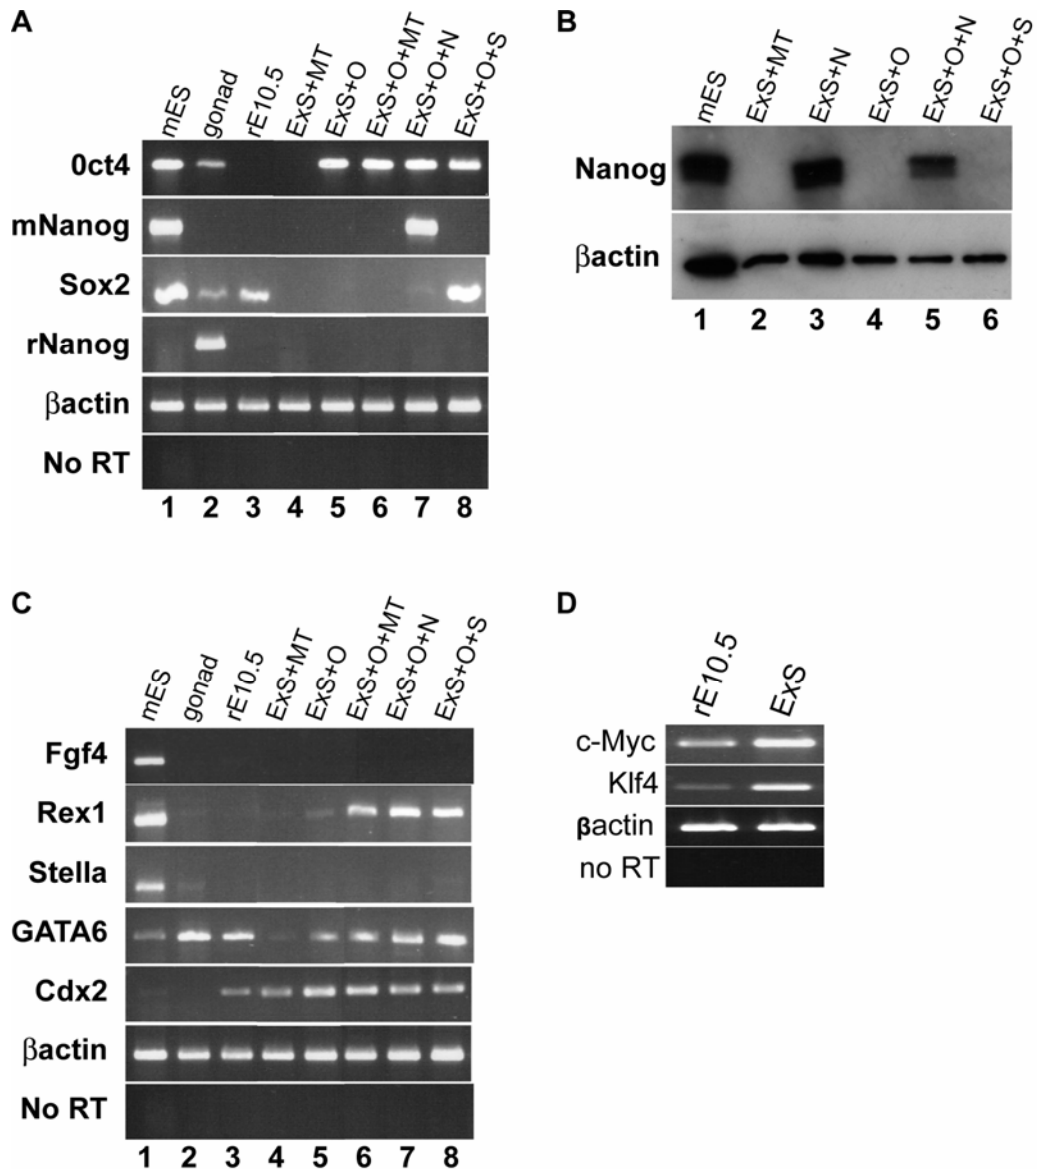 A
mES gonad rE10.5 ExS+MT ExS+O ExS+O+MT ExS+O+N ExS+O+S
0ct4
mNanog
Sox2
rNanog
βactin
No RT
1 2 3 4 5 6 7 8
B
mES ExS+MT ExS+N ExS+O ExS+O+N ExS+O+S
Nanog
βactin
1 2 3 4 5 6
C
mES gonad rE10.5 ExS+MT ExS+O ExS+O+MT ExS+O+N ExS+O+S
Fgf4
Rex1
Stella
GATA6
Cdx2
βactin
No RT
1 2 3 4 5 6 7 8
D
rE10.5 ExS
c-Myc
Klf4
βactin
no RT